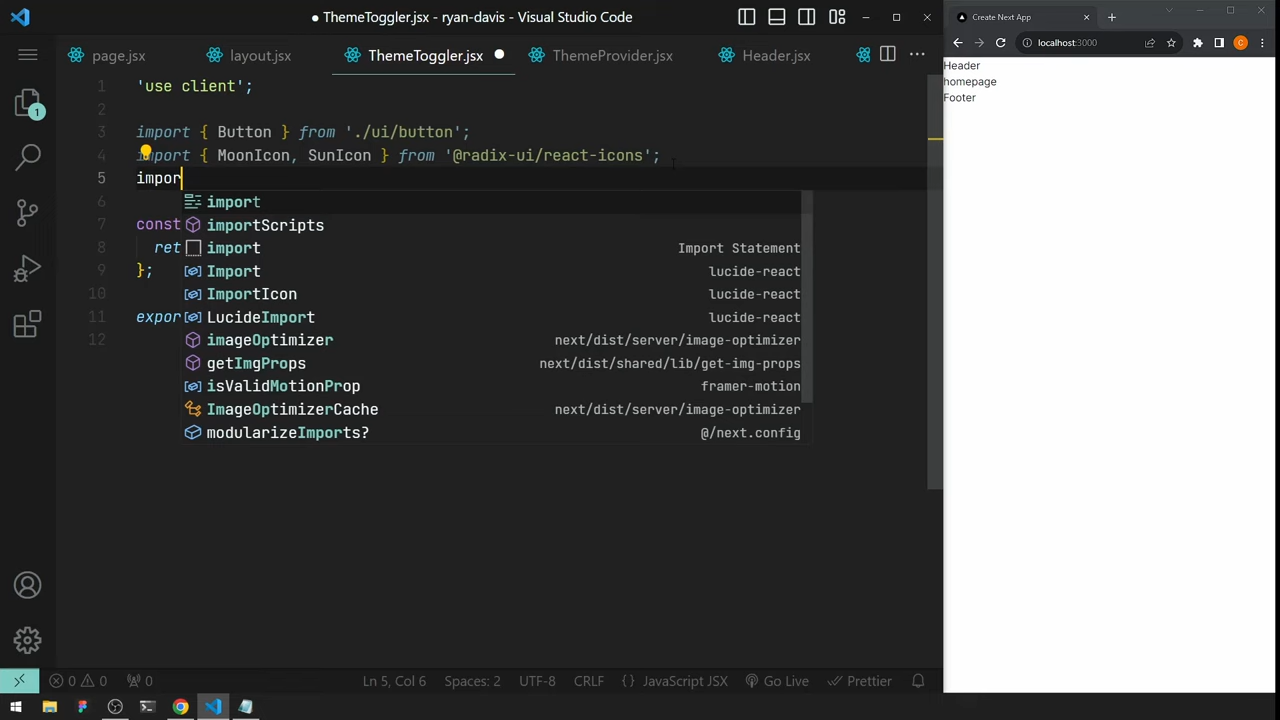 ● ThemeToggler.jsx - ryan-davis - Visual Studio Code
page.jsx
layout.jsx
ThemeToggler.jsx
ThemeProvider.jsx
Header.jsx
1 'use client';
2
3 import { Button } from './ui/button';
4 import { MoonIcon, SunIcon } from '@radix-ui/react-icons';
5 impor
6
7 const
8 ret
9 };
10
11 expor
12
import
importScripts
import Import Statement
Import lucide-react
ImportIcon lucide-react
LucideImport lucide-react
imageOptimizer next/dist/server/image-optimizer
getImgProps next/dist/shared/lib/get-img-props
isValidMotionProp framer-motion
ImageOptimizerCache next/dist/server/image-optimizer
modularizeImports? @/next.config
1
0 0 0
Ln 5, Col 6
Spaces: 2
UTF-8
CRLF
{} JavaScript JSX
Go Live
Prettier
Create Next App
localhost:3000
C
Header
homepage
Footer